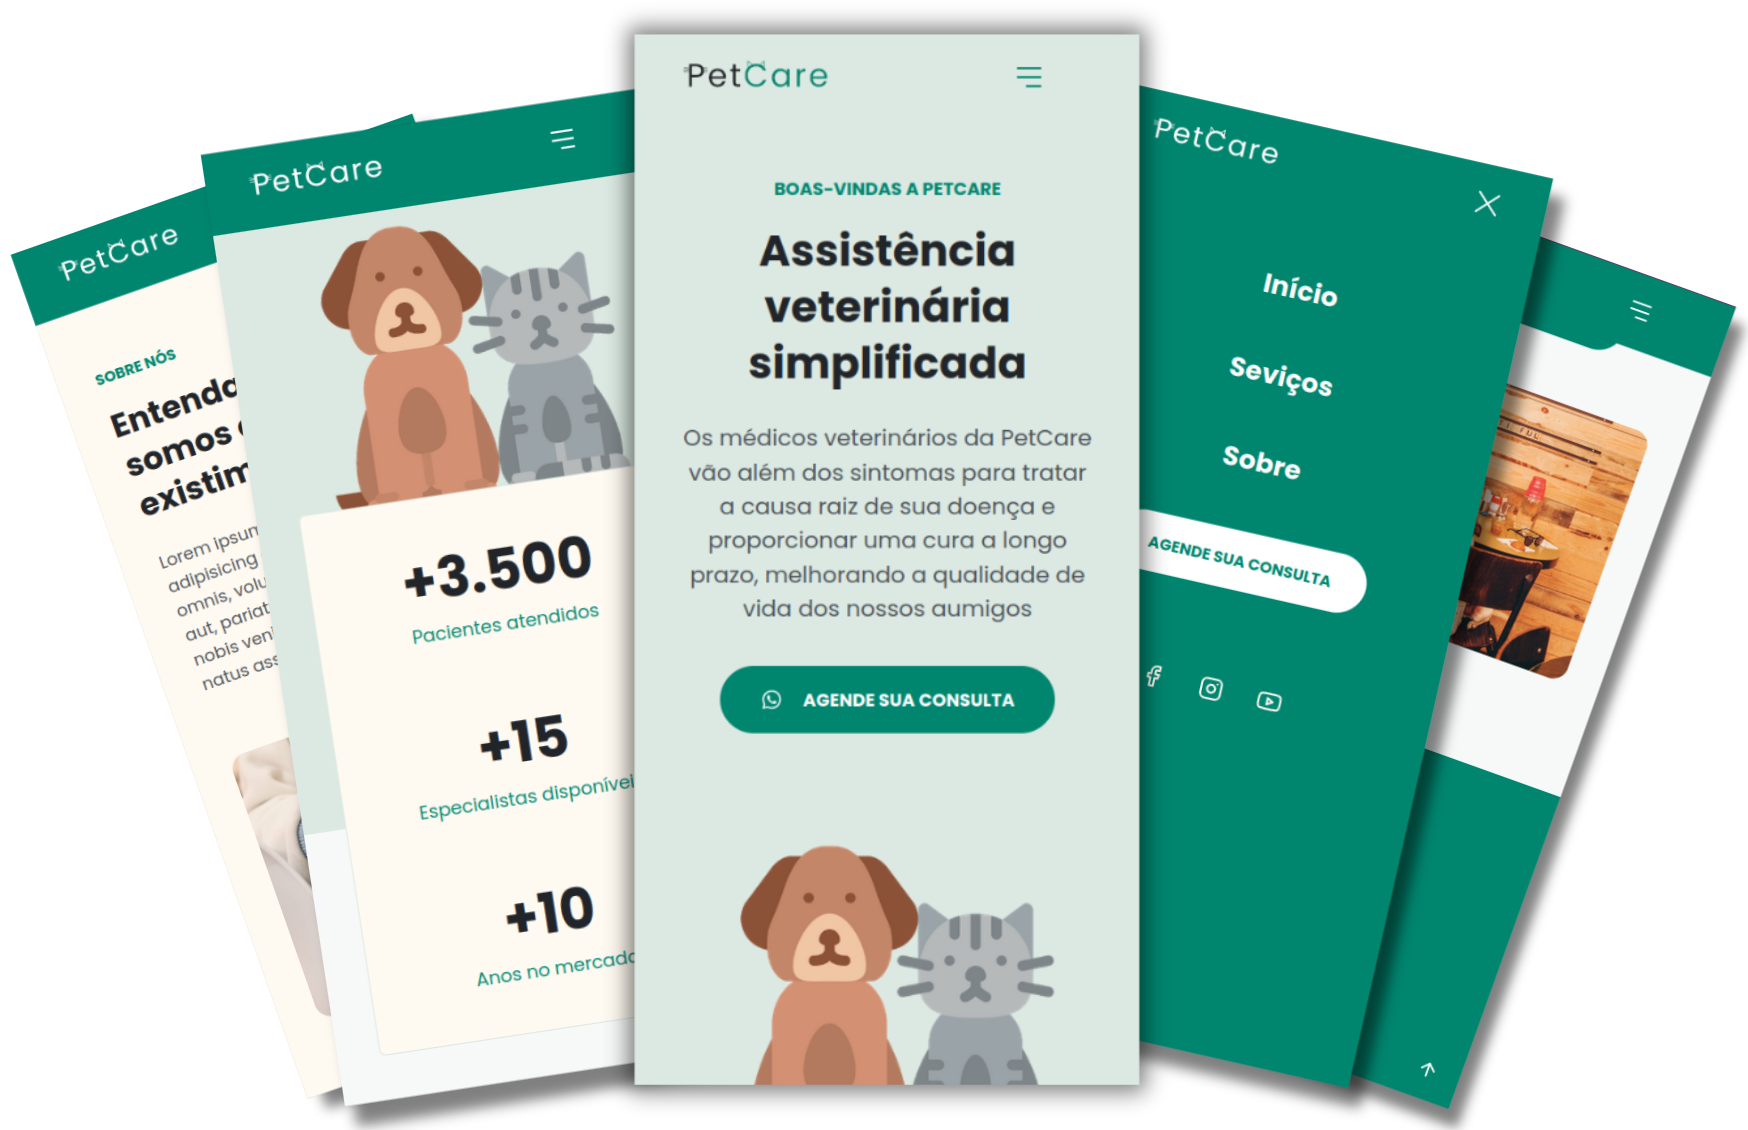 PetCare
SOBRE NÓS
Entenda
somos
existim
Lorem ipsum
adipisicing
omnis, volu
aut, pariat
nobis veni
natus ass
PetCare
+3.500
Pacientes atendidos
+15
Especialistas disponívei
+10
Anos no mercado
PetCare
BOAS-VINDAS A PETCARE
Assistência
veterinária
simplificada
Os médicos veterinários da PetCare
vão além dos sintomas para tratar
a causa raiz de sua doença e
proporcionar uma cura a longo
prazo, melhorando a qualidade de
vida dos nossos aumigos
AGENDE SUA CONSULTA
PetCare
Início
Seviços
Sobre
AGENDE SUA CONSULTA